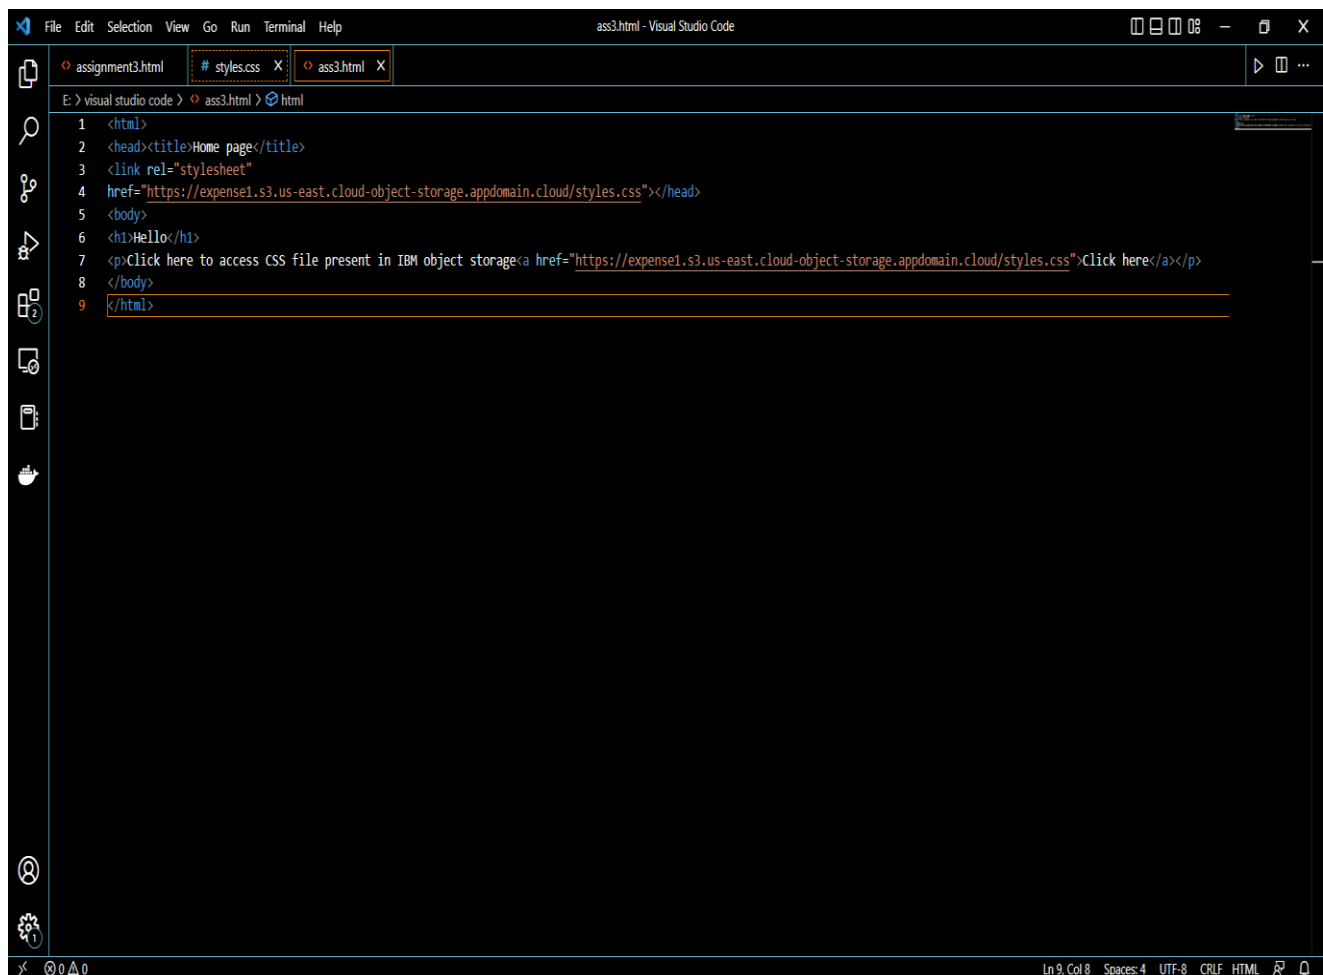 File Edit Selection View Go Run Terminal Help ass3.html - Visual Studio Code
assignment3.html # styles.css X ass3.html X
E: > visual studio code > ass3.html > html
1 <html>
2 <head><title>Home page</title>
3 <link rel="stylesheet"
4 href="https://expense1.s3.us-east.cloud-object-storage.appdomain.cloud/styles.css"></head>
5 <body>
6 <h1>Hello</h1>
7 <p>Click here to access CSS file present in IBM object storage<a href="https://expense1.s3.us-east.cloud-object-storage.appdomain.cloud/styles.css">Click here</a></p>
8 </body>
9 </html>
2
1
0 0 Ln 9, Col 8 Spaces: 4 UTF-8 CRLF HTML